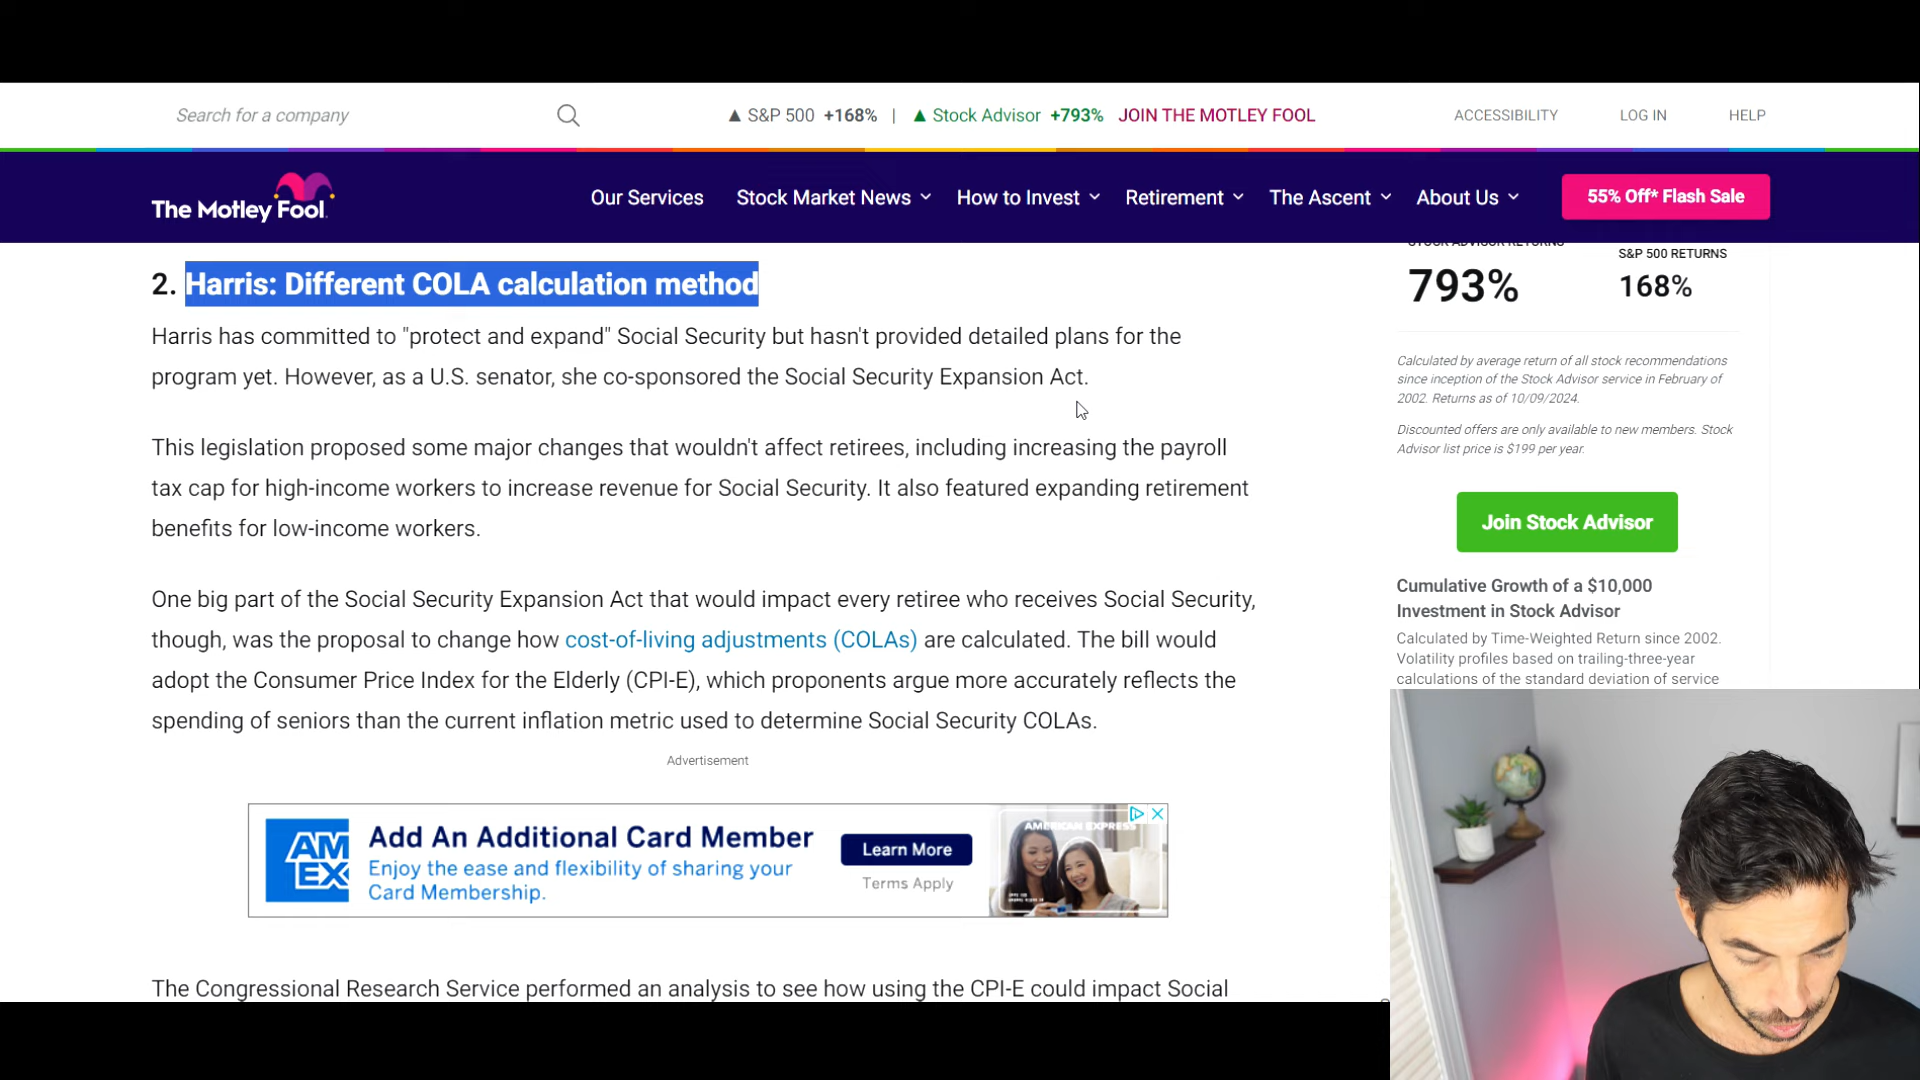 Search for a company
▲ S&P 500 +168% | ▲ Stock Advisor +793% JOIN THE MOTLEY FOOL
ACCESSIBILITY LOG IN HELP
The Motley Fool
Our Services Stock Market News How to Invest Retirement The Ascent About Us 55% Off* Flash Sale
2. Harris: Different COLA calculation method
Harris has committed to "protect and expand" Social Security but hasn't provided detailed plans for the
program yet. However, as a U.S. senator, she co-sponsored the Social Security Expansion Act.
This legislation proposed some major changes that wouldn't affect retirees, including increasing the payroll
tax cap for high-income workers to increase revenue for Social Security. It also featured expanding retirement
benefits for low-income workers.
One big part of the Social Security Expansion Act that would impact every retiree who receives Social Security,
though, was the proposal to change how cost-of-living adjustments (COLAs) are calculated. The bill would
adopt the Consumer Price Index for the Elderly (CPI-E), which proponents argue more accurately reflects the
spending of seniors than the current inflation metric used to determine Social Security COLAs.
Advertisement
AM
EX
Add An Additional Card Member
Enjoy the ease and flexibility of sharing your
Card Membership.
Learn More
Terms Apply
AMERICAN EXPRESS
The Congressional Research Service performed an analysis to see how using the CPI-E could impact Social
STOCK ADVISOR RETURNS
793%
S&P 500 RETURNS
168%
Calculated by average return of all stock recommendations
since inception of the Stock Advisor service in February of
2002. Returns as of 10/09/2024.
Discounted offers are only available to new members. Stock
Advisor list price is $199 per year.
Join Stock Advisor
Cumulative Growth of a $10,000
Investment in Stock Advisor
Calculated by Time-Weighted Return since 2002.
Volatility profiles based on trailing-three-year
calculations of the standard deviation of service